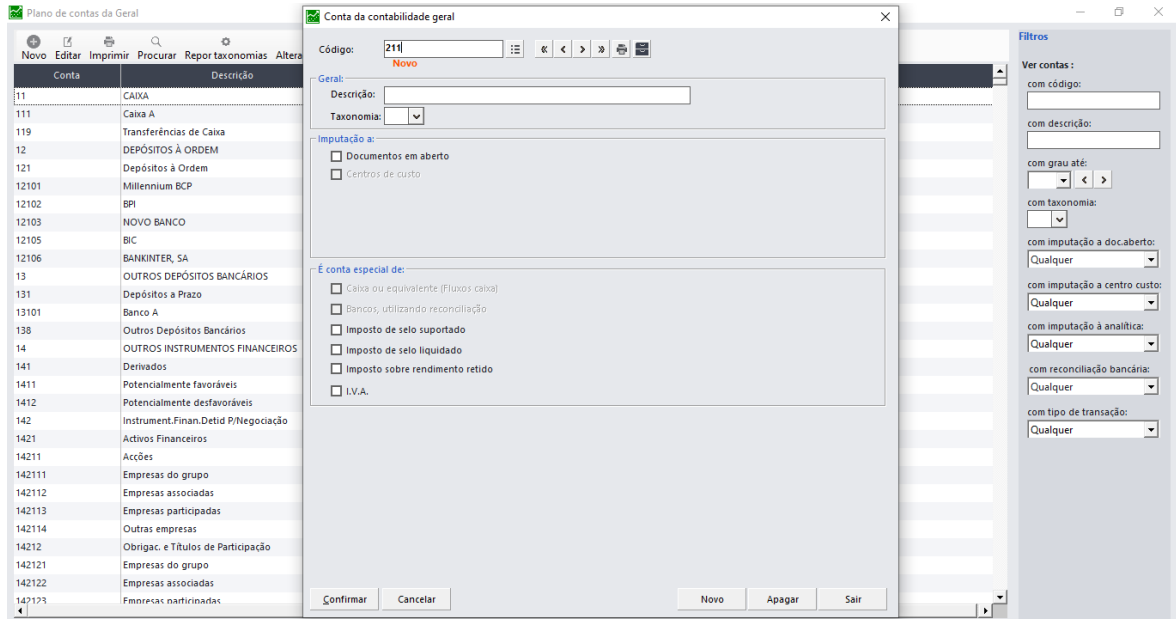 Plano de contas da Geral
Novo Editar Imprimir Procurar Repor taxonomias Altera
Conta Descrição
11 CAIXA
111 Caixa A
119 Transferências de Caixa
12 DEPÓSITOS À ORDEM
121 Depósitos à Ordem
12101 Millennium BCP
12102 BPI
12103 NOVO BANCO
12105 BIC
12106 BANKINTER, SA
13 OUTROS DEPÓSITOS BANCÁRIOS
131 Depósitos a Prazo
13101 Banco A
138 Outros Depósitos Bancários
14 OUTROS INSTRUMENTOS FINANCEIROS
141 Derivados
1411 Potencialmente favoráveis
1412 Potencialmente desfavoráveis
142 Instrument.Finan.Detid P/Negociação
1421 Activos Financeiros
14211 Acções
142111 Empresas do grupo
142112 Empresas associadas
142113 Empresas participadas
142114 Outras empresas
14212 Obrigac. e Títulos de Participação
142121 Empresas do grupo
142122 Empresas associadas
142123 Empresas participadas
Conta da contabilidade geral
Código: 211
Novo
Geral:
Descrição:
Taxonomia:
Imputação a:
Documentos em aberto
Centros de custo
É conta especial de:
Caixa ou equivalente (Fluxos caixa)
Bancos, utilizando reconciliação
Imposto de selo suportado
Imposto de selo liquidado
Imposto sobre rendimento retido
I.V.A.
Confirmar Cancelar Novo Apagar Sair
Filtros
Ver contas :
com código:
com descrição:
com grau até:
com taxonomia:
com imputação a doc.aberto:
Qualquer
com imputação a centro custo:
Qualquer
com imputação à analítica:
Qualquer
com reconciliação bancária:
Qualquer
com tipo de transação:
Qualquer